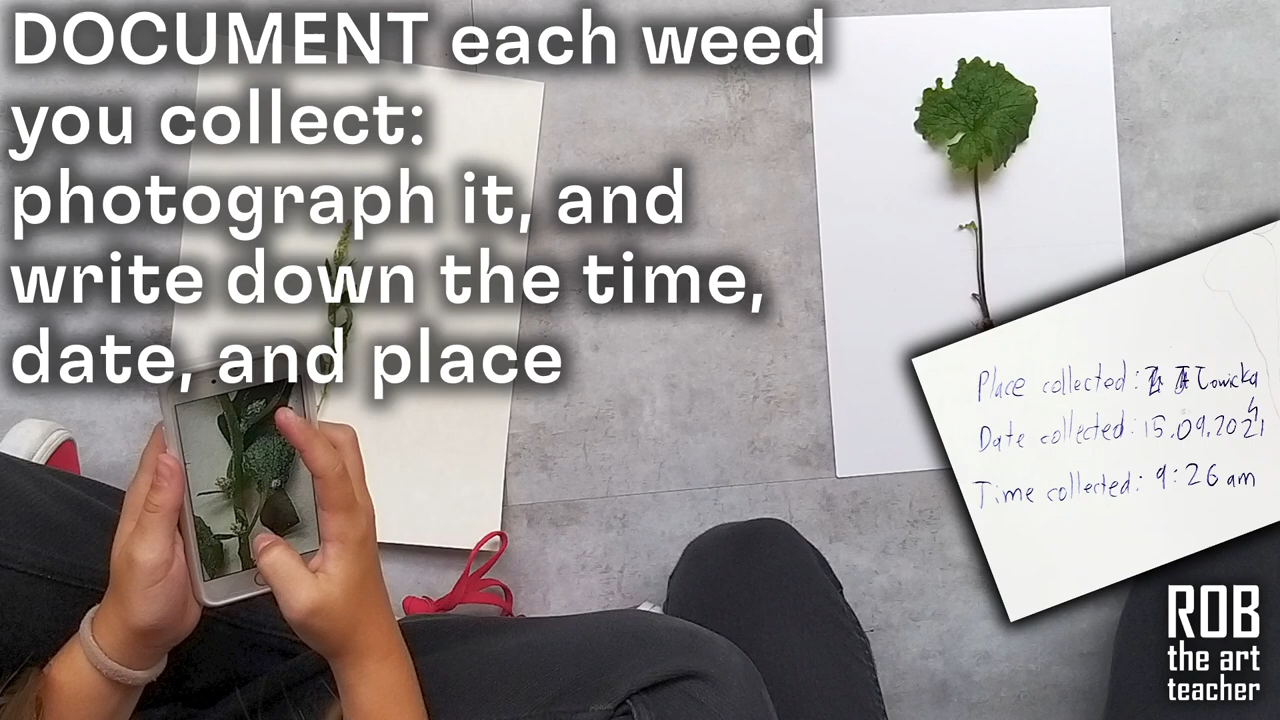 DOCUMENT each weed
you collect:
photograph it, and
write down the time,
date, and place
Place collected: Łowicka
Date collected: 15.09.2021
Time collected: 9:26 am
ROB
the art
teacher